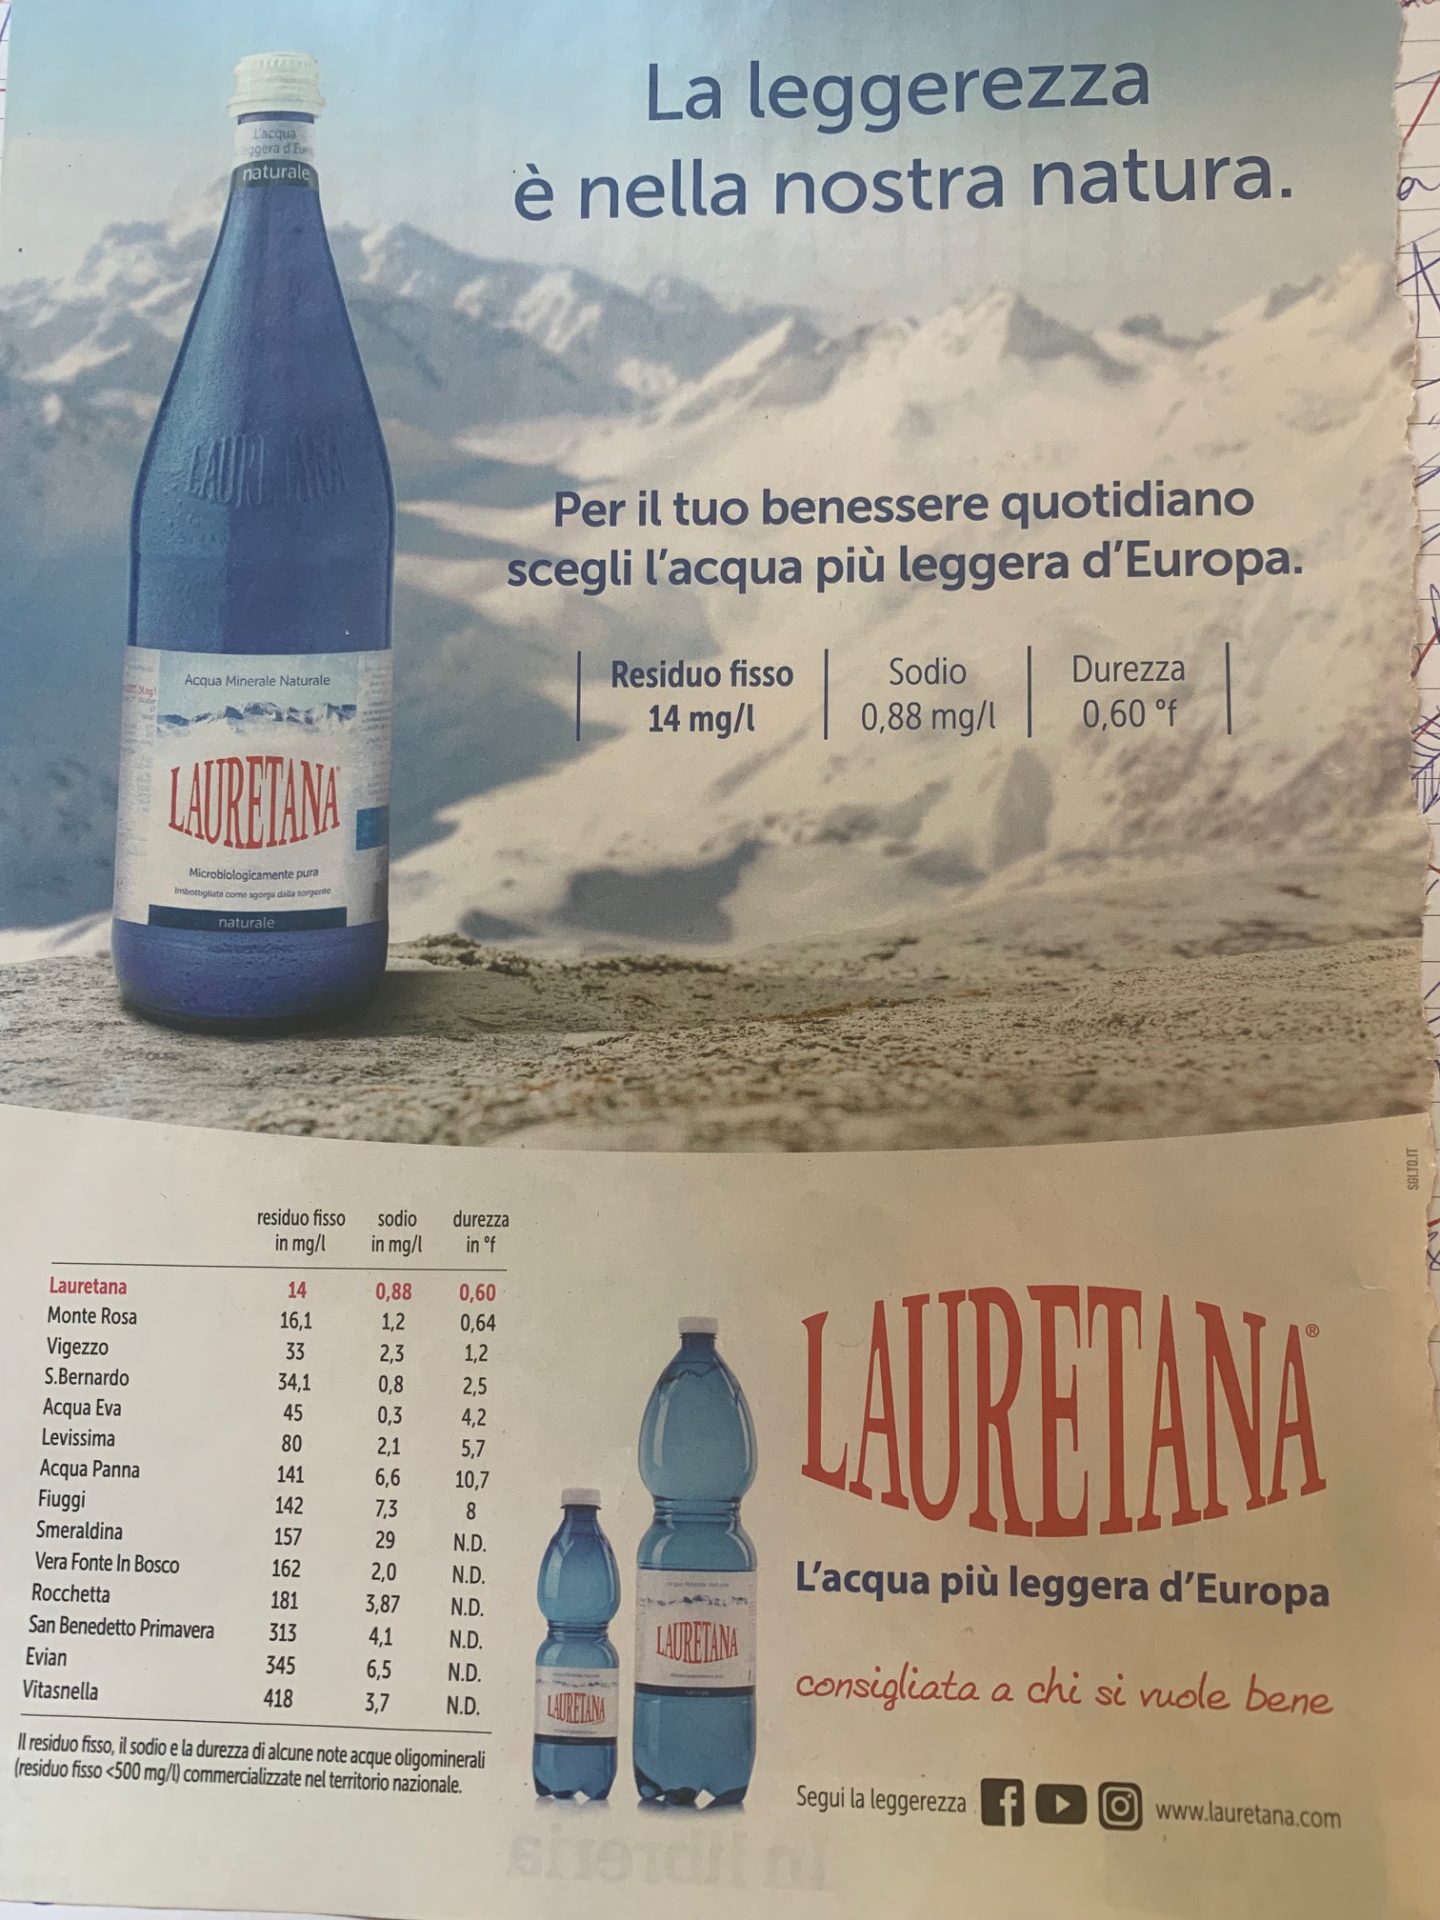 La leggerezza
è nella nostra natura.
L'acqua
naturale
Per il tuo benessere quotidiano
scegli l'acqua più leggera d'Europa.
Residuo fisso
14 mg/l
Sodio
0,88 mg/l
Durezza
0,60 °f
LAURETANA
Acqua Minerale Naturale
LAURETANA
Microbiologicamente pura
Imbottigliata come sgorga dalla sorgente
naturale
SGI.TO.IT
residuo fisso sodio durezza
in mg/l in mg/l in °f
Lauretana 14 0,88 0,60
Monte Rosa 16,1 1,2 0,64
Vigezzo 33 2,3 1,2
S.Bernardo 34,1 0,8 2,5
Acqua Eva 45 0,3 4,2
Levissima 80 2,1 5,7
Acqua Panna 141 6,6 10,7
Fiuggi 142 7,3 8
Smeraldina 157 29 N.D.
Vera Fonte In Bosco 162 2,0 N.D.
Rocchetta 181 3,87 N.D.
San Benedetto Primavera 313 4,1 N.D.
Evian 345 6,5 N.D.
Vitasnella 418 3,7 N.D.
Il residuo fisso, il sodio e la durezza di alcune note acque oligominerali
(residuo fisso <500 mg/l) commercializzate nel territorio nazionale.
LAURETANA
LAURETANA
LAURETANA®
L'acqua più leggera d'Europa
consigliata a chi si vuole bene
Segui la leggerezza
www.lauretana.com
In libreria